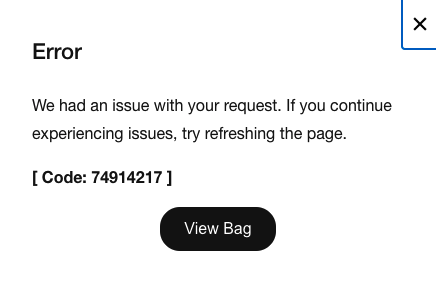 Error
We had an issue with your request. If you continue
experiencing issues, try refreshing the page.
[ Code: 74914217 ]
View Bag